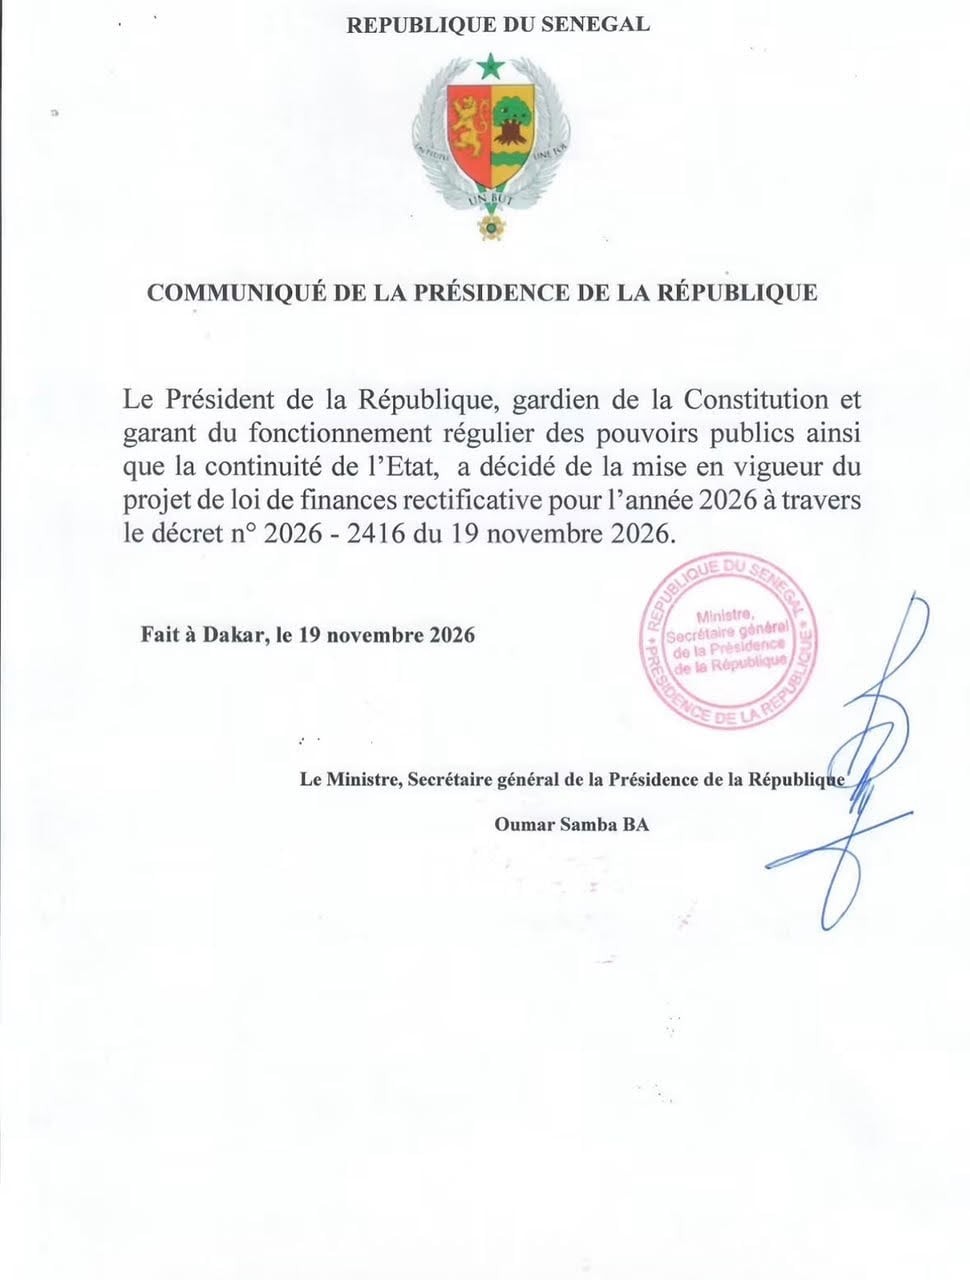 REPUBLIQUE DU SENEGAL
UN BUT
UNE FOI
COMMUNIQUÉ DE LA PRÉSIDENCE DE LA RÉPUBLIQUE
Le Président de la République, gardien de la Constitution et
garant du fonctionnement régulier des pouvoirs publics ainsi
que la continuité de l’Etat,  a décidé de la mise en vigueur du
projet de loi de finances rectificative pour l’année 2026 à travers
le décret n° 2026 - 2416 du 19 novembre 2026.
REPUBLIQUE DU SENEGAL
Ministre,
Secrétaire général
de la Présidence
de la République
* PRESIDENCE DE LA REPUBLIQUE *
Fait à Dakar, le 19 novembre 2026
Le Ministre, Secrétaire général de la Présidence de la République
Oumar Samba BA